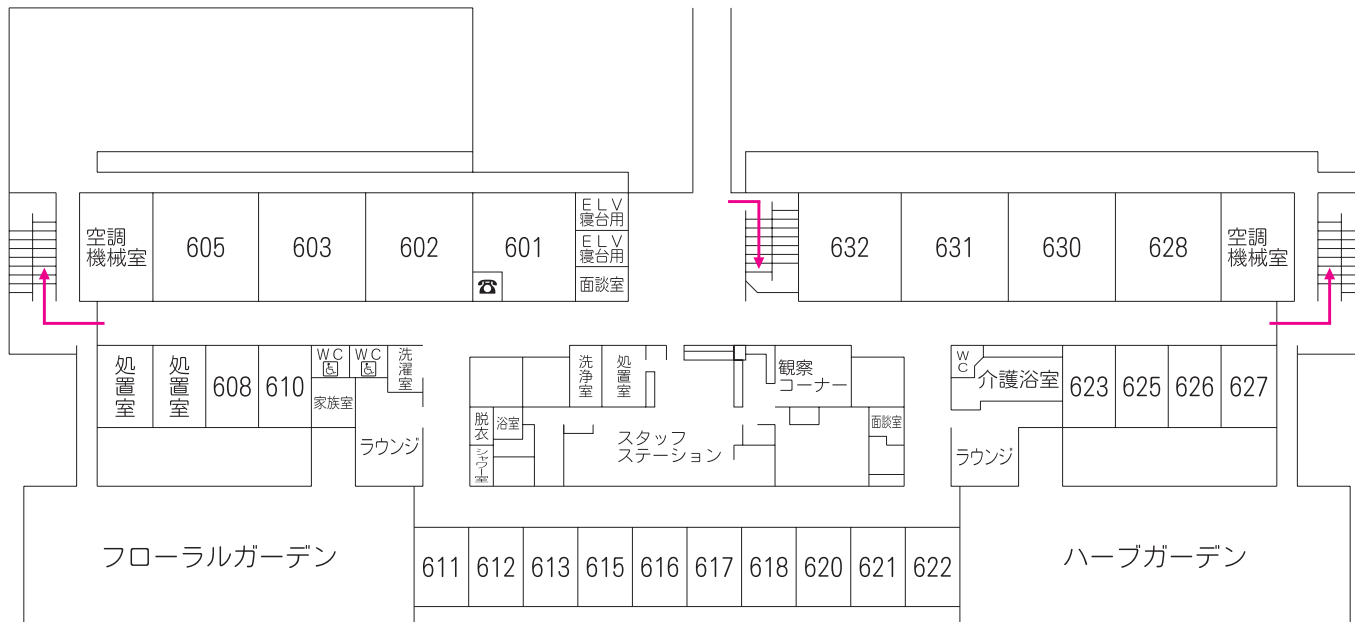 ELV
寝台用
ELV
寝台用
面談室
空調
機械室
605
603
602
601
632
631
630
628
空調
機械室
処置室
処置室
608
610
WC
WC
家族室
洗濯室
ラウンジ
洗浄室
処置室
観察
コーナー
脱衣
浴室
シャワー室
スタッフ
ステーション
面談室
WC
介護浴室
ラウンジ
623
625
626
627
フローラルガーデン
611
612
613
615
616
617
618
620
621
622
ハーブガーデン